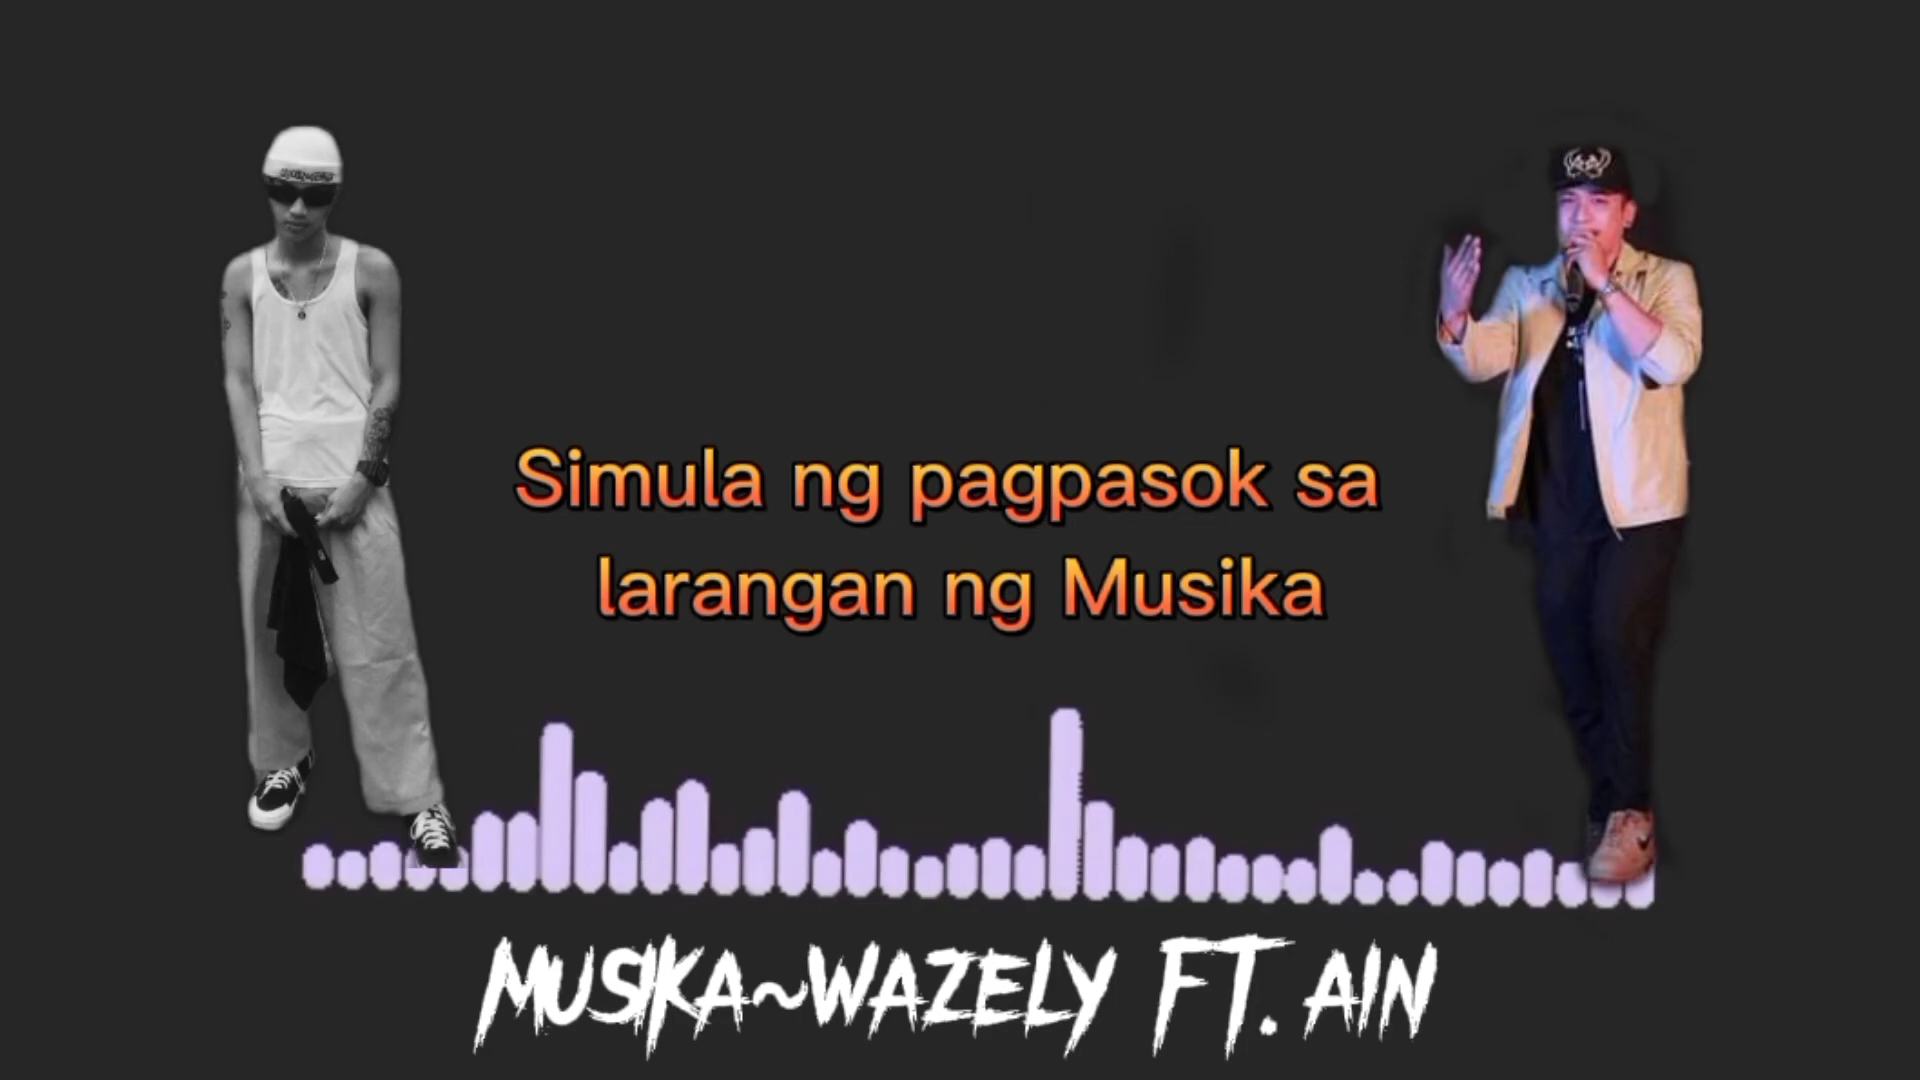 Simula ng pagpasok sa
larangan ng Musika
MUSIKA~WAZELY FT. AIN